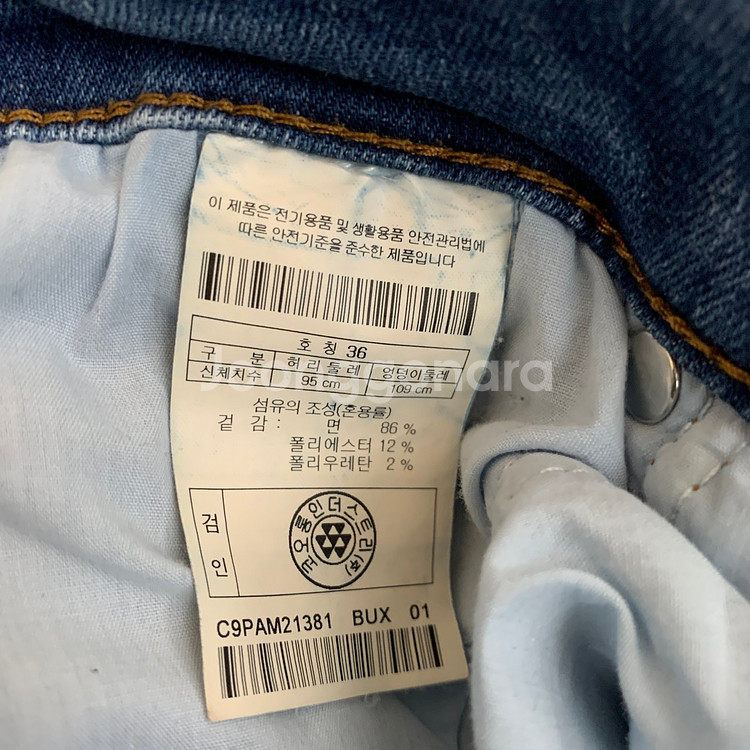 이 제품은 전기용품 및 생활용품 안전관리법에
따른 안전기준을 준수한 제품입니다
호 칭 36
구 분 허 리 둘 레 엉덩이둘레
신체치수 95 cm 109 cm
Joonggonara
섬유의 조성(혼용률)
겉 감 : 면 86 %
폴리에스터 12 %
폴리우레탄 2 %
검 인
코오롱인더스트리(주)
C9PAM21381 BUX 01